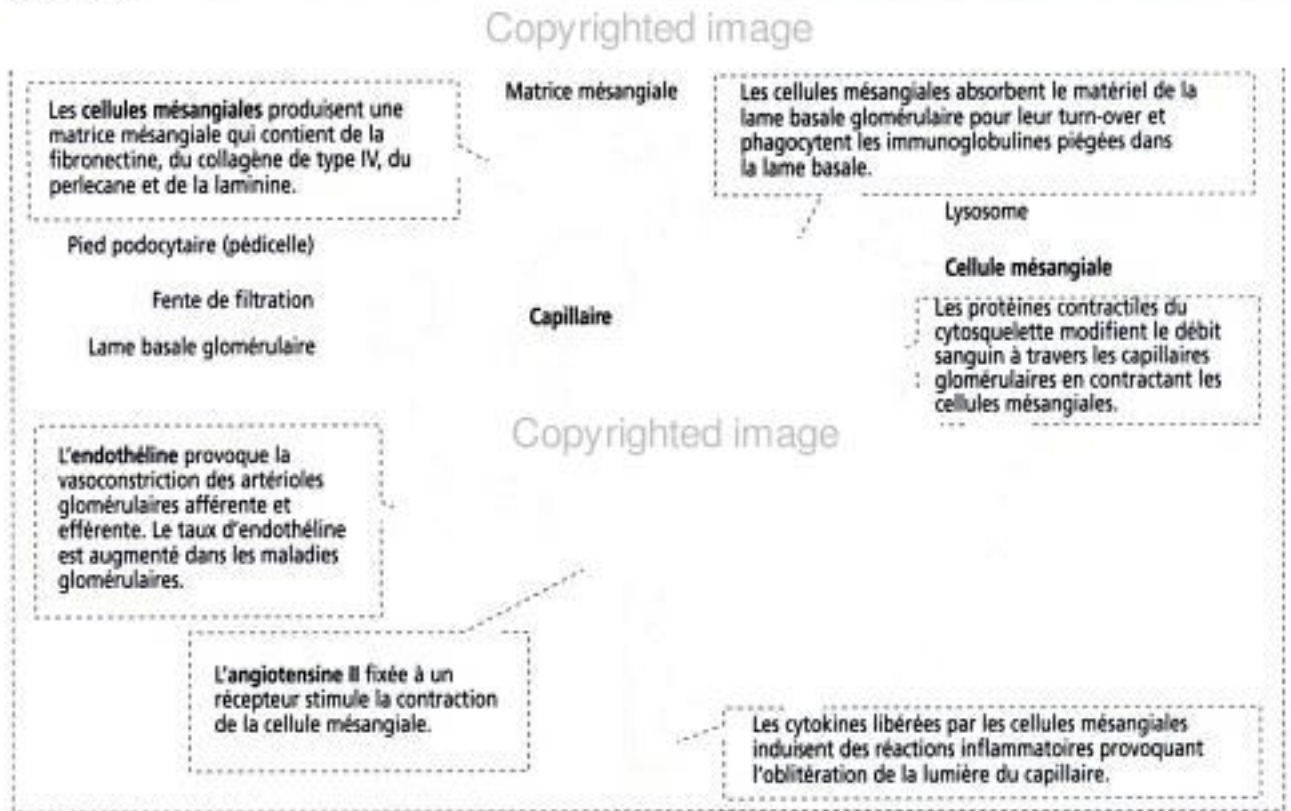 Copyrighted image
Les cellules mésangiales produisent une
matrice mésangiale qui contient de la
fibronectine, du collagène de type IV, du
perlecane et de la laminine.
Matrice mésangiale
Les cellules mésangiales absorbent le matériel de la
lame basale glomérulaire pour leur turn-over et
phagocytent les immunoglobulines piégées dans
la lame basale.
Lysosome
Pied podocytaire (pédicelle)
Cellule mésangiale
Fente de filtration
Capillaire
Lame basale glomérulaire
Les protéines contractiles du
cytosquelette modifient le débit
sanguin à travers les capillaires
glomérulaires en contractant les
cellules mésangiales.
Copyrighted image
L'endothéline provoque la
vasoconstriction des artérioles
glomérulaires afférente et
efférente. Le taux d'endothéline
est augmenté dans les maladies
glomérulaires.
L'angiotensine II fixée à un
récepteur stimule la contraction
de la cellule mésangiale.
Les cytokines libérées par les cellules mésangiales
induisent des réactions inflammatoires provoquant
l'oblitération de la lumière du capillaire.